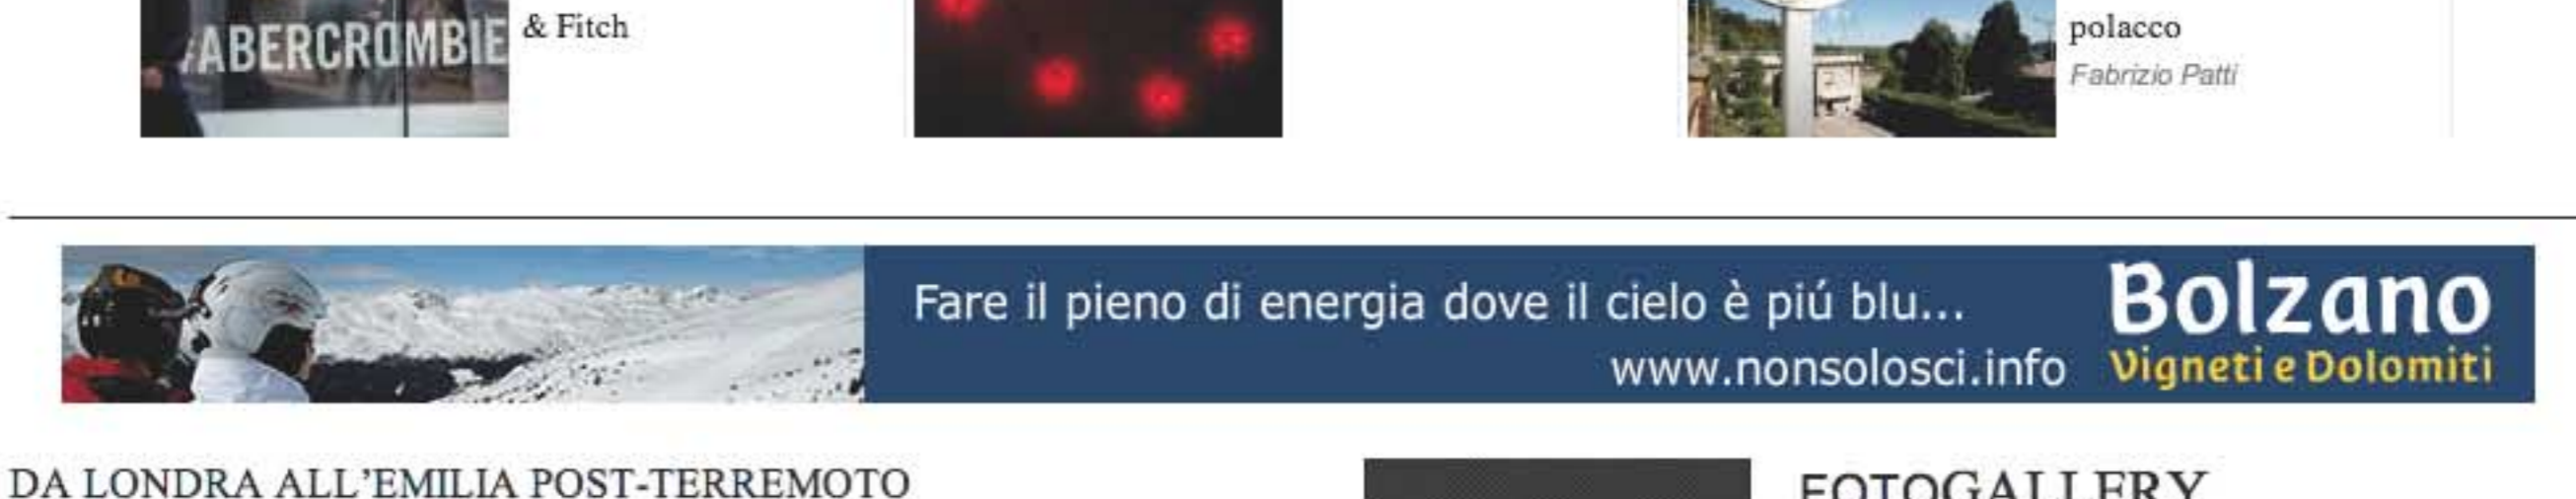 ABERCROMBIE
& Fitch
polacco
Fabrizio Patti
Fare il pieno di energia dove il cielo è piú blu...
www.nonsolosci.info
Bolzano
Vigneti e Dolomiti
DA LONDRA ALL’EMILIA POST-TERREMOTO
FOTOGALLERY